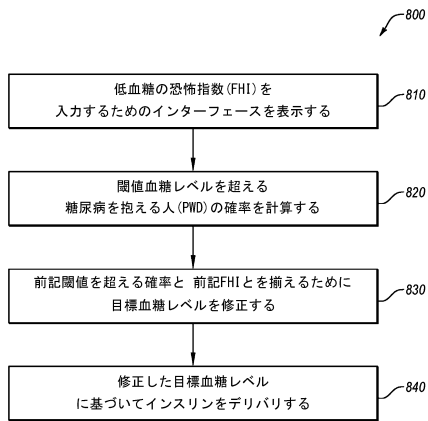 800
低血糖の恐怖指数(FHI)を
入力するためのインターフェースを表示する
810
閾値血糖レベルを超える
糖尿病を抱える人(PWD)の確率を計算する
820
前記閾値を超える確率と 前記FHIとを揃えるために
目標血糖レベルを修正する
830
修正した目標血糖レベル
に基づいてインスリンをデリバリする
840